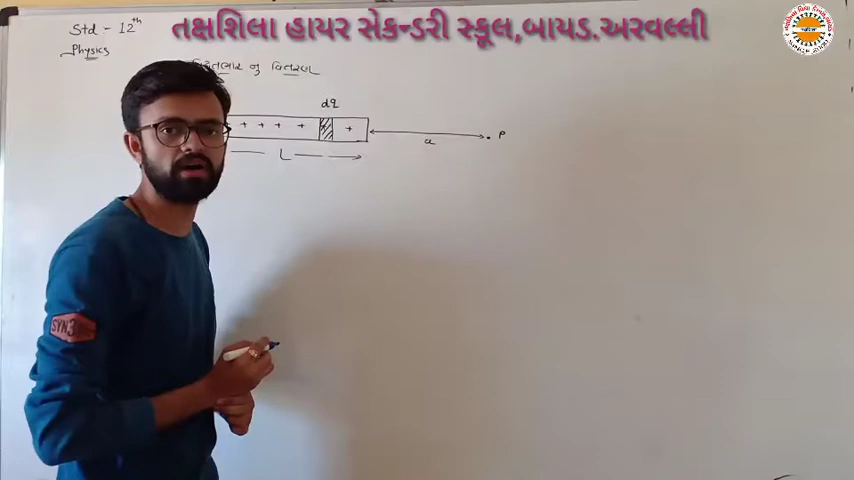 તક્ષશિલા હાયર સેકન્ડરી સ્કૂલ,બાયડ.અરવલ્લી
Std - 12th
Physics
નું વિતરણ
dq
+ + + + + +
L
a
P